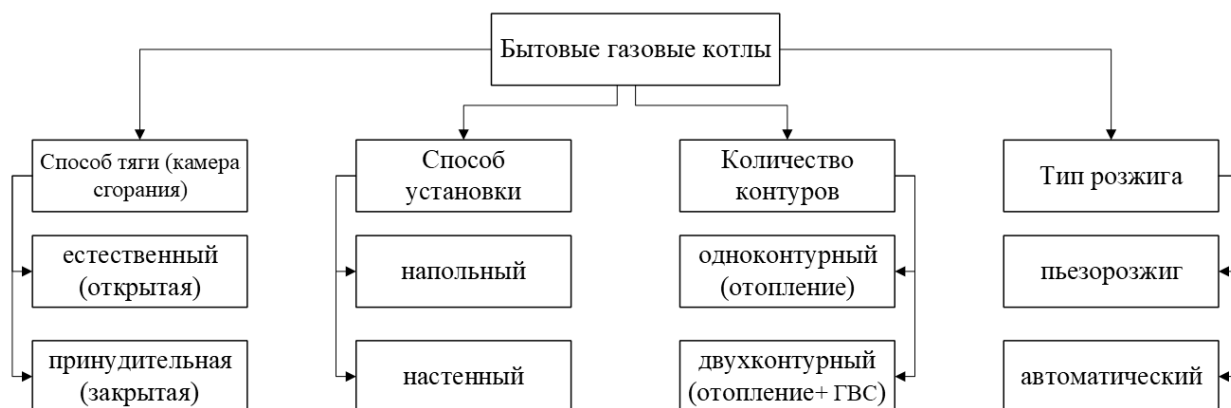 Бытовые газовые котлы
Способ тяги (камера
сгорания)
Способ
установки
Количество
контуров
Тип розжига
естественный
(открытая)
напольный
одноконтурный
(отопление)
пьезорозжиг
принудительная
(закрытая)
настенный
двухконтурный
(отопление+ ГВС)
автоматический